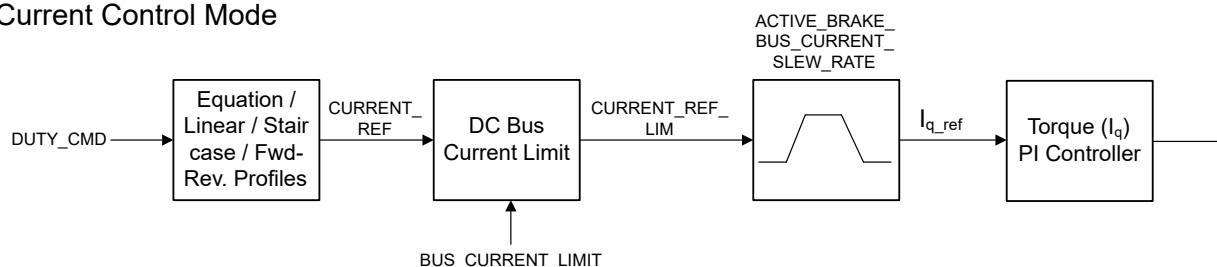 Current Control Mode
ACTIVE_BRAKE_
BUS_CURRENT_
SLEW_RATE
DUTY_CMD
Equation /
Linear / Stair
case / Fwd-
Rev. Profiles
CURRENT_
REF
DC Bus
Current Limit
CURRENT_REF_
LIM
I_q_ref
Torque (Iq)
PI Controller
BUS_CURRENT_LIMIT